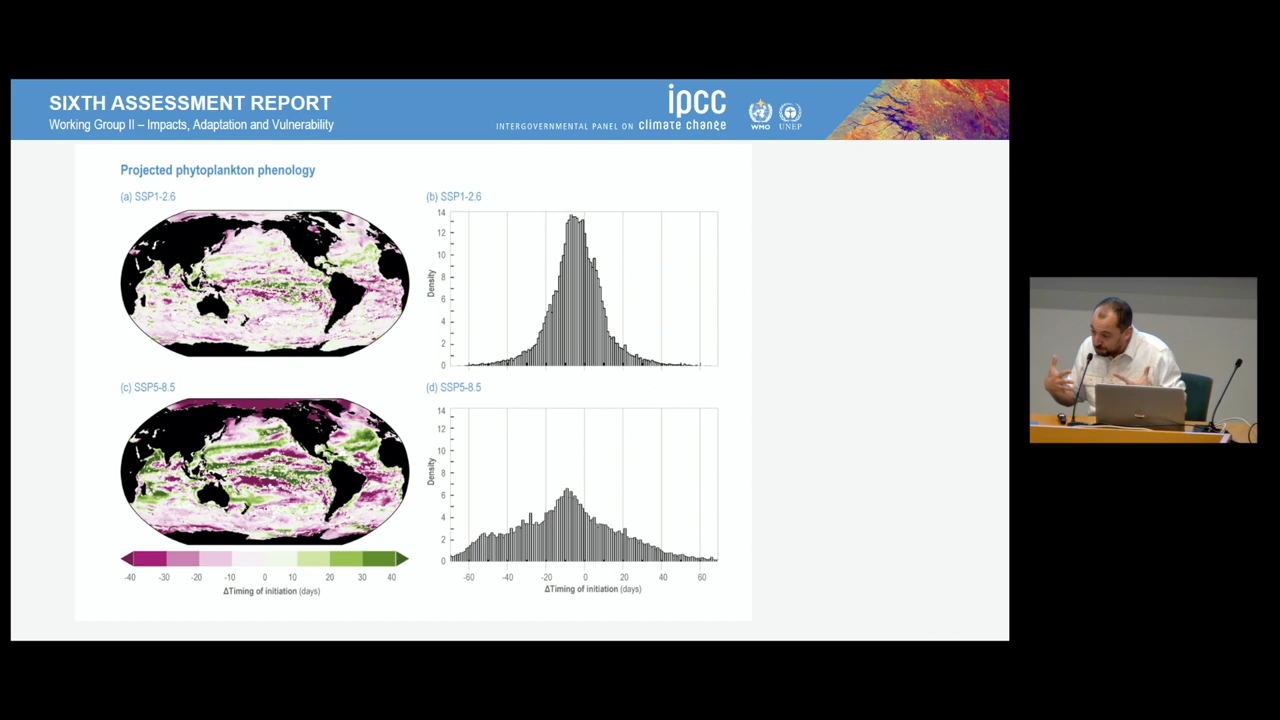 SIXTH ASSESSMENT REPORT
Working Group II – Impacts, Adaptation and Vulnerability
ipcc
INTERGOVERNMENTAL PANEL ON climate change
WMO
UNEP
Projected phytoplankton phenology
(a) SSP1-2.6
(b) SSP1-2.6
14
12
10
8
6
4
2
0
Density
(c) SSP5-8.5
(d) SSP5-8.5
14
12
10
8
6
4
2
0
Density
-40 -30 -20 -10 0 10 20 30 40
ΔTiming of initiation (days)
-60 -40 -20 0 20 40 60
ΔTiming of initiation (days)